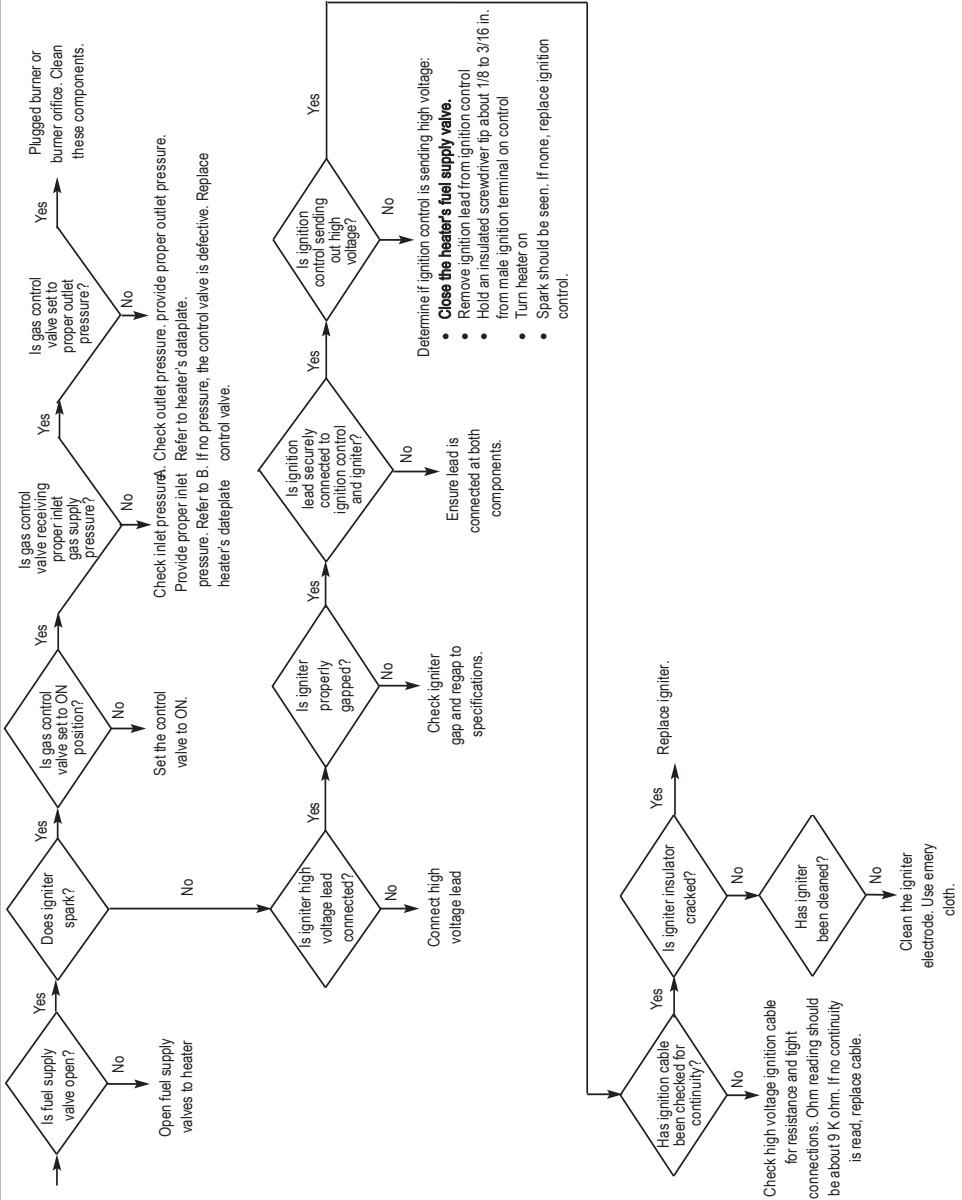 Is fuel supply
valve open?
Yes
No
Open fuel supply
valves to heater
Does igniter
spark?
Yes
No
Is gas control
valve set to ON
position?
Yes
No
Set the control
valve to ON.
Is gas control
valve receiving
proper inlet
gas supply
pressure?
Yes
No
Check inlet pressure.
Provide proper inlet
pressure. Refer to
heater's dateplate
Is gas control
valve set to
proper outlet
pressure?
Yes
No
A. Check outlet pressure. provide proper outlet pressure.
Refer to heater's dataplate.
B. If no pressure, the control valve is defective. Replace
control valve.
Plugged burner or
burner orifice. Clean
these components.
Is igniter high
voltage lead
connected?
Yes
No
Connect high
voltage lead
Is igniter
properly
gapped?
Yes
No
Check igniter
gap and regap to
specifications.
Is ignition
lead securely
connected to
ignition control
and igniter?
Yes
No
Ensure lead is
connected at both
components.
Is ignition
control sending
out high
voltage?
Yes
No
Determine if ignition control is sending high voltage:
• Close the heater's fuel supply valve.
• Remove ignition lead from ignition control
• Hold an insulated screwdriver tip about 1/8 to 3/16 in.
from male ignition terminal on control
• Turn heater on
• Spark should be seen. If none, replace ignition
control.
Has ignition cable
been checked for
continuity?
Yes
No
Check high voltage ignition cable
for resistance and tight
connections. Ohm reading should
be about 9 K ohm. If no continuity
is read, replace cable.
Is igniter insulator
cracked?
Yes
Replace igniter.
No
Has igniter
been cleaned?
No
Clean the igniter
electrode. Use emery
cloth.